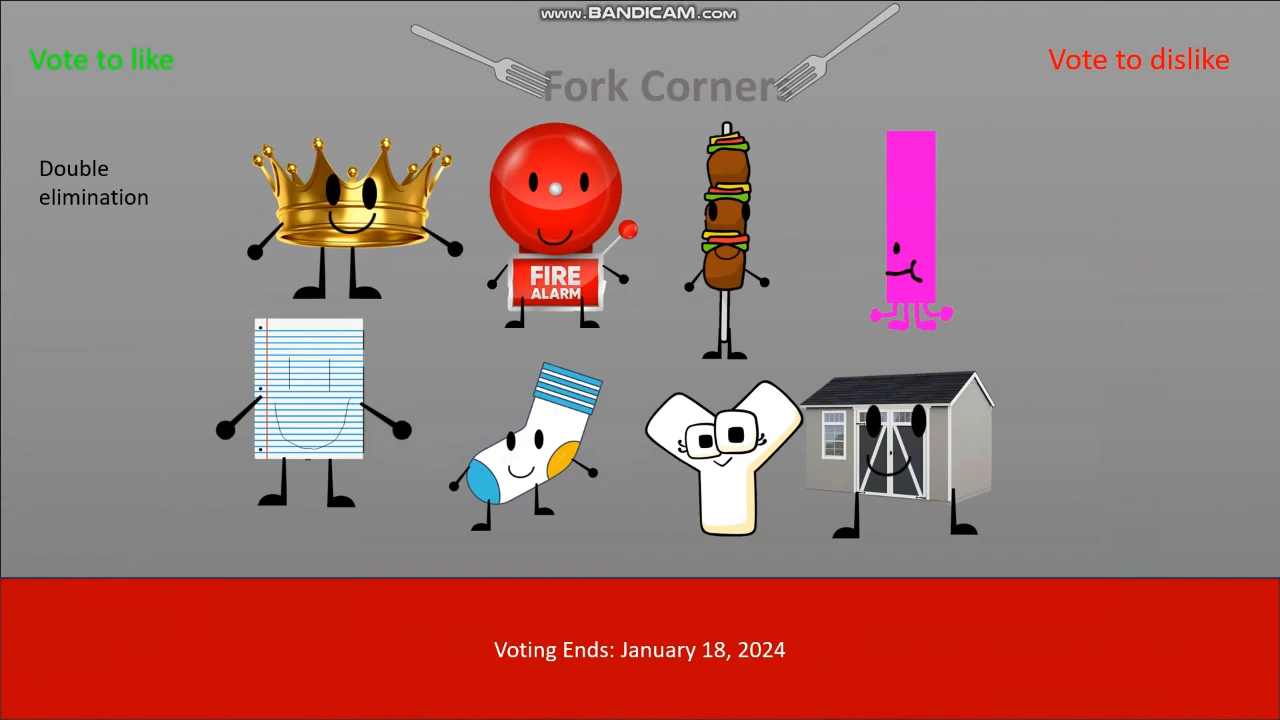 www.BANDICAM.com
Vote to like
Fork Corner
Vote to dislike
Double
elimination
FIRE
ALARM
Voting Ends: January 18, 2024